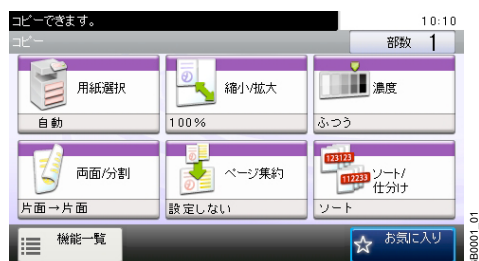 コピーできます。
10:10
コピー
部数 1
用紙選択
自動
縮小/拡大
100%
濃度
ふつう
両面/分割
片面→片面
ページ集約
設定しない
123123
112233
ソート/
仕分け
ソート
機能一覧
お気に入り